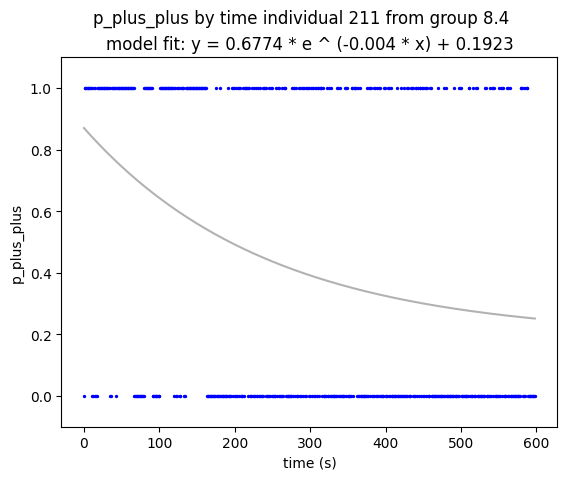 p_plus_plus by time individual 211 from group 8.4
model fit: y = 0.6774 * e ^ (-0.004 * x) + 0.1923
1.0
0.8
0.6
0.4
0.2
0.0
p_plus_plus
0 100 200 300 400 500 600
time (s)